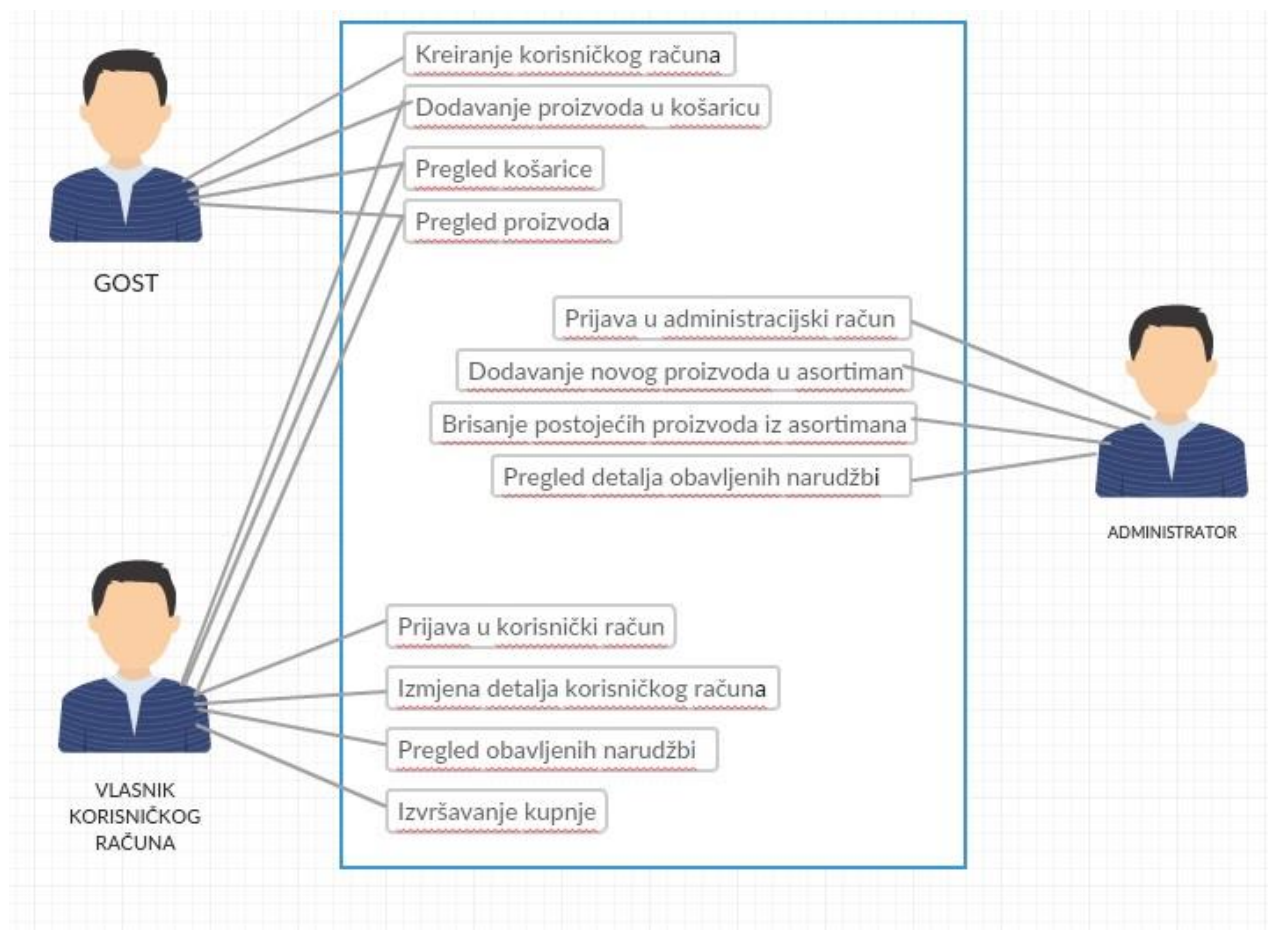 Kreiranje korisničkog računa
Dodavanje proizvoda u košaricu
Pregled košarice
Pregled proizvoda
GOST
Prijava u administracijski račun
Dodavanje novog proizvoda u asortiman
Brisanje postojećih proizvoda iz asortimana
Pregled detalja obavljenih narudžbi
ADMINISTRATOR
Prijava u korisnički račun
Izmjena detalja korisničkog računa
Pregled obavljenih narudžbi
Izvršavanje kupnje
VLASNIK
KORISNIČKOG
RAČUNA